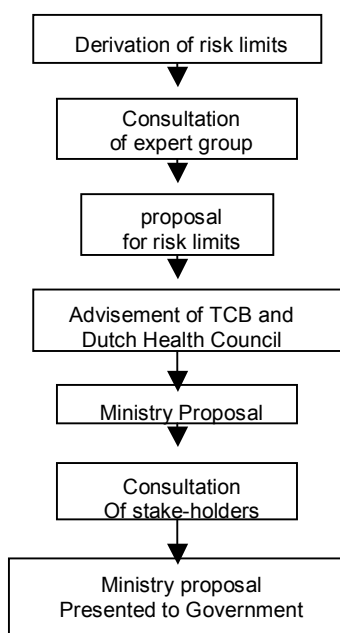 Derivation of risk limits
Consultation
of expert group
proposal
for risk limits
Advisement of TCB and
Dutch Health Council
Ministry Proposal
Consultation
Of stake-holders
Ministry proposal
Presented to Government